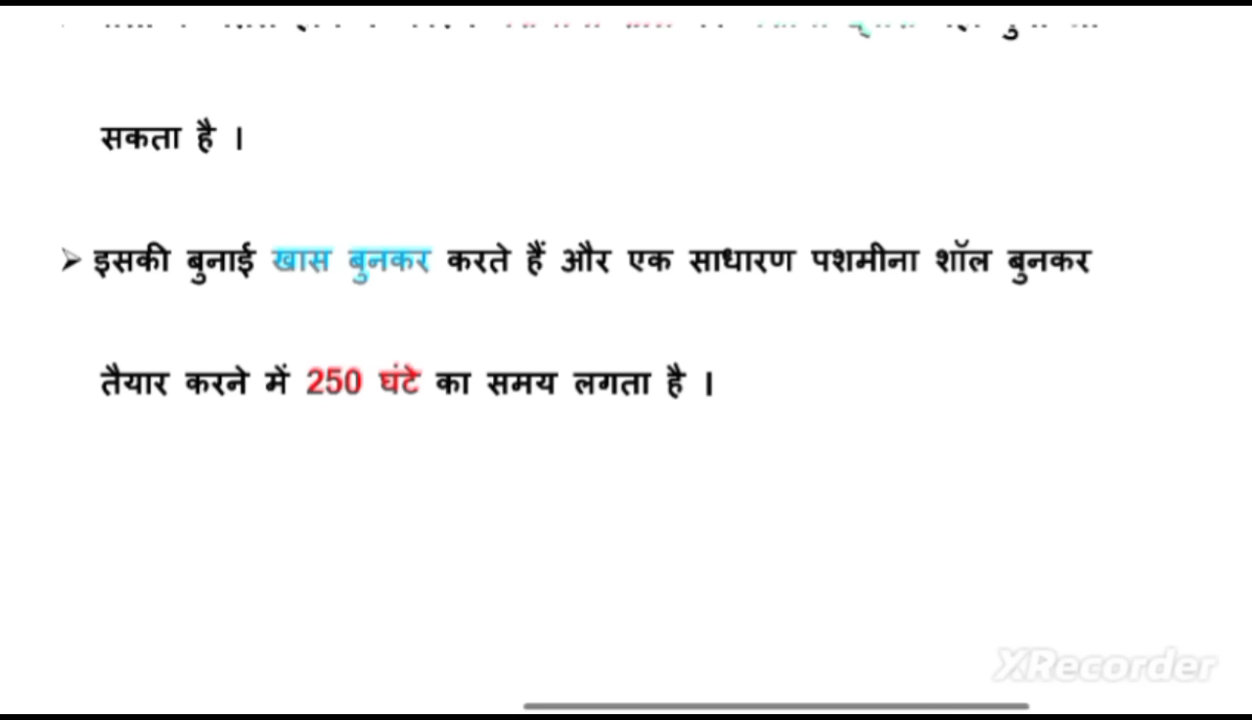 सकता है ।
➢ इसकी बुनाई खास बुनकर करते हैं और एक साधारण पशमीना शॉल बुनकर
तैयार करने में 250 घंटे का समय लगता है ।
XRecorder